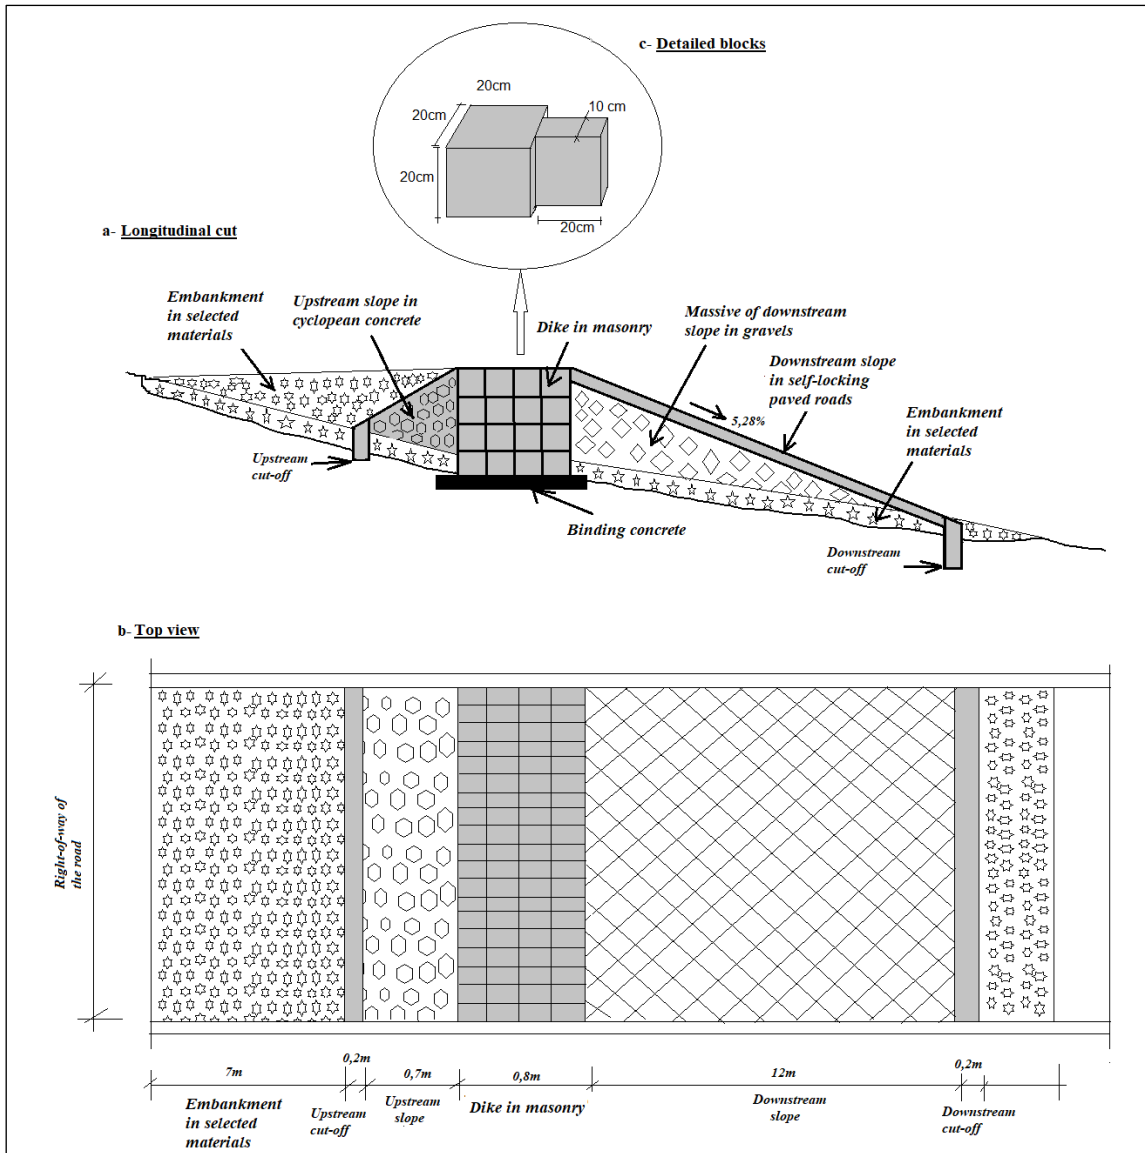 c- Detailed blocks
20cm
20cm
10 cm
20cm
20cm
a- Longitudinal cut
Embankment
in selected
materials
Upstream slope in
cyclopean concrete
Dike in masonry
Massive of downstream
slope in gravels
Downstream slope
in self-locking
paved roads
5,28%
Embankment
in selected
materials
Upstream
cut-off
Binding concrete
Downstream
cut-off
b- Top view
Right-of-way of
the road
7m
0,2m
0,7m
0,8m
12m
0,2m
Embankment
in selected
materials
Upstream
cut-off
Upstream
slope
Dike in masonry
Downstream
slope
Downstream
cut-off